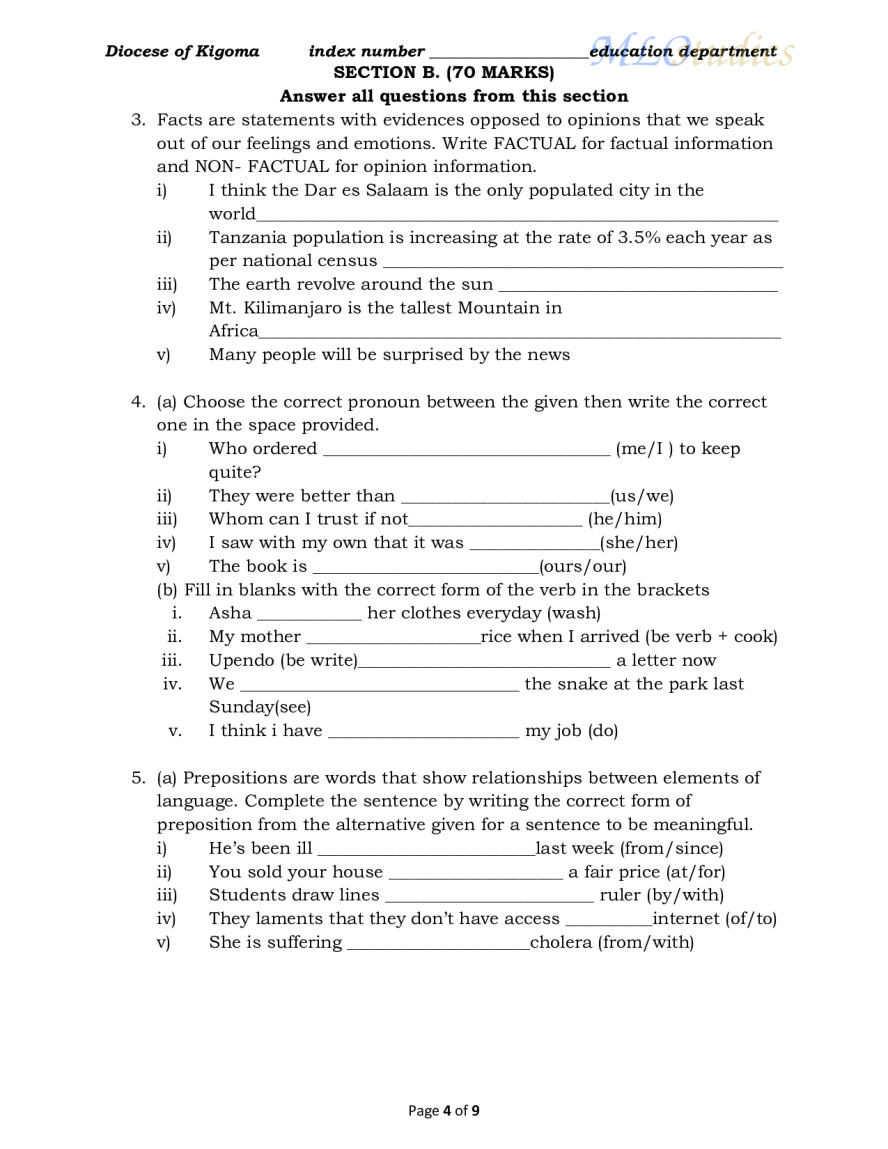 Diocese of Kigoma index number __________________education department
MLOtudies
SECTION B. (70 MARKS)
Answer all questions from this section
3. Facts are statements with evidences opposed to opinions that we speak
out of our feelings and emotions. Write FACTUAL for factual information
and NON- FACTUAL for opinion information.
i) I think the Dar es Salaam is the only populated city in the
world____________________________________________________________
ii) Tanzania population is increasing at the rate of 3.5% each year as
per national census ______________________________________________
iii) The earth revolve around the sun ________________________________
iv) Mt. Kilimanjaro is the tallest Mountain in
Africa____________________________________________________________
v) Many people will be surprised by the news
4. (a) Choose the correct pronoun between the given then write the correct
one in the space provided.
i) Who ordered _________________________________ (me/I ) to keep
quite?
ii) They were better than ________________________(us/we)
iii) Whom can I trust if not____________________ (he/him)
iv) I saw with my own that it was _______________(she/her)
v) The book is __________________________(ours/our)
(b) Fill in blanks with the correct form of the verb in the brackets
i. Asha ____________ her clothes everyday (wash)
ii. My mother ____________________rice when I arrived (be verb + cook)
iii. Upendo (be write)_____________________________ a letter now
iv. We ________________________________ the snake at the park last
Sunday(see)
v. I think i have ______________________ my job (do)
5. (a) Prepositions are words that show relationships between elements of
language. Complete the sentence by writing the correct form of
preposition from the alternative given for a sentence to be meaningful.
i) He’s been ill _________________________last week (from/since)
ii) You sold your house ____________________ a fair price (at/for)
iii) Students draw lines ________________________ ruler (by/with)
iv) They laments that they don’t have access __________internet (of/to)
v) She is suffering _____________________cholera (from/with)
Page 4 of 9